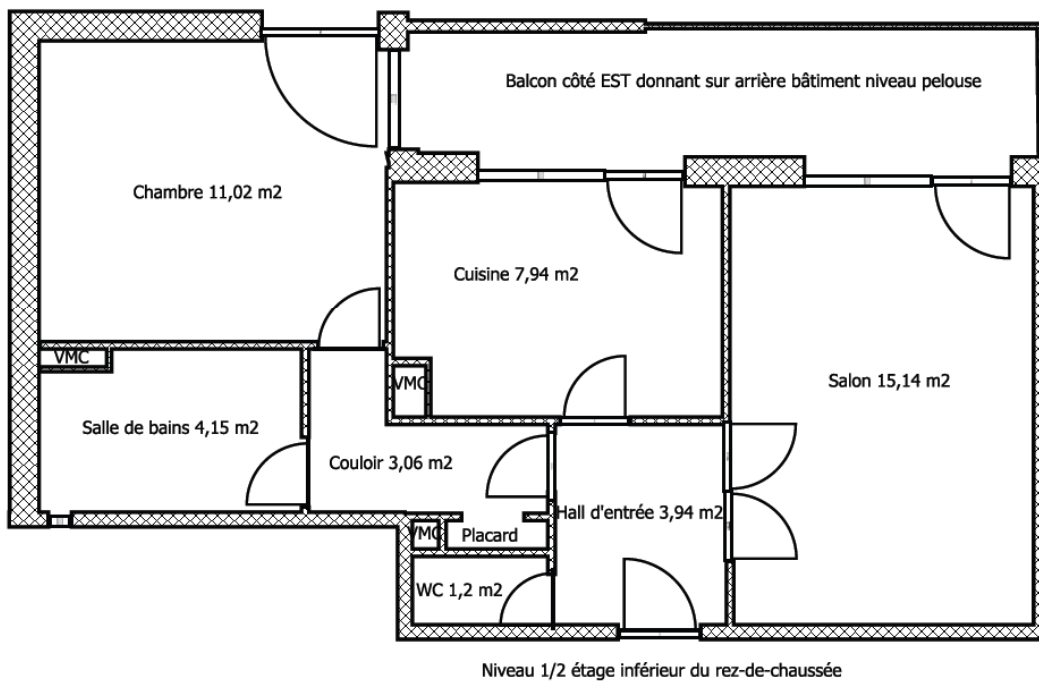 Balcon côté EST donnant sur arrière bâtiment niveau pelouse
Chambre 11,02 m2
Cuisine 7,94 m2
VMC
VMC
Salon 15,14 m2
Salle de bains 4,15 m2
Couloir 3,06 m2
Hall d'entrée 3,94 m2
VMC
Placard
WC 1,2 m2
Niveau 1/2 étage inférieur du rez-de-chaussée